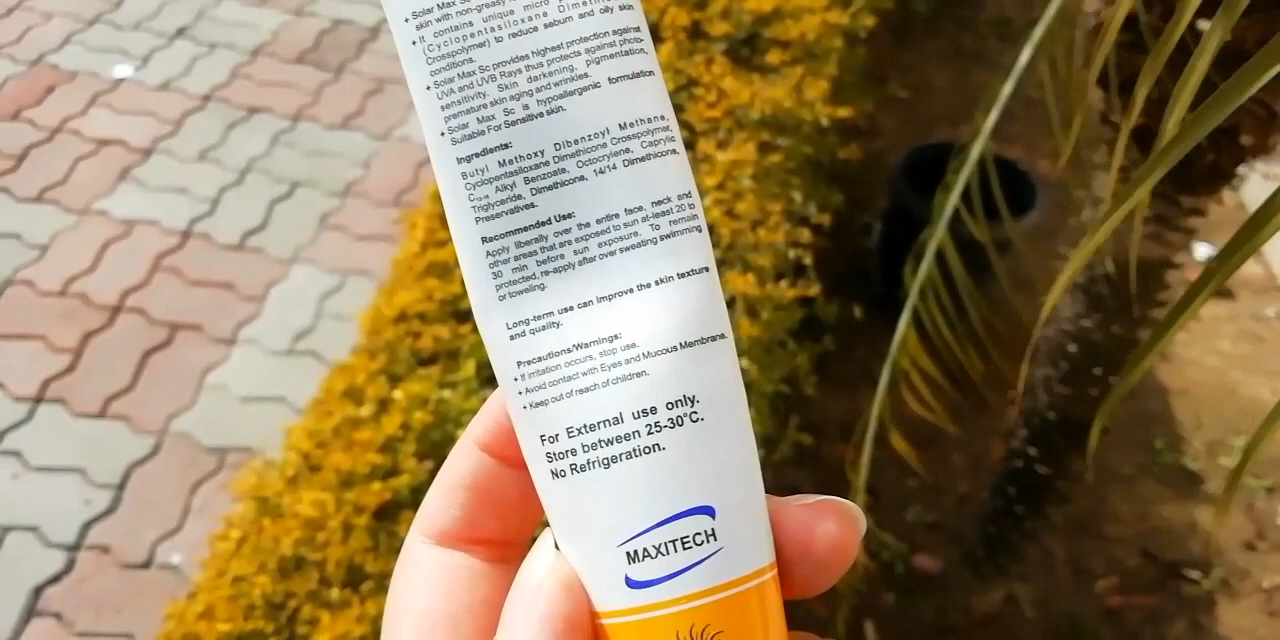 + Solar Max Sc
skin with non-greasy
+ It contains unique micro
(Cyclopentasiloxane Dimethicone
Crosspolymer) to reduce sebum and oily skin
conditions.
+ Solar Max Sc provides highest protection against
UVA and UVB Rays thus protects against photo-
sensitivity. Skin darkening, pigmentation,
premature skin aging and wrinkles.
+ Solar Max Sc is hypoallergenic formulation
Suitable For Sensitive skin.
Ingredients:
Butyl Methoxy Dibenzoyl Methane,
Cyclopentasiloxane Dimethicone Crosspolymer,
C₁₂₋₁₅ Alkyl Benzoate, Octocrylene, Caprylic
Triglyceride, Dimethicone, 14/14 Dimethicone,
Preservatives.
Recommended Use:
Apply liberally over the entire face, neck and
other areas that are exposed to sun at-least 20 to
30 min before sun exposure. To remain
protected, re-apply after over sweating swimming
or toweling.
Long-term use can improve the skin texture
and quality.
Precautions/Warnings:
+ If irritation occurs, stop use.
+ Avoid contact with Eyes and Mucous Membrane.
+ Keep out of reach of children.
For External use only.
Store between 25-30°C.
No Refrigeration.
MAXITECH